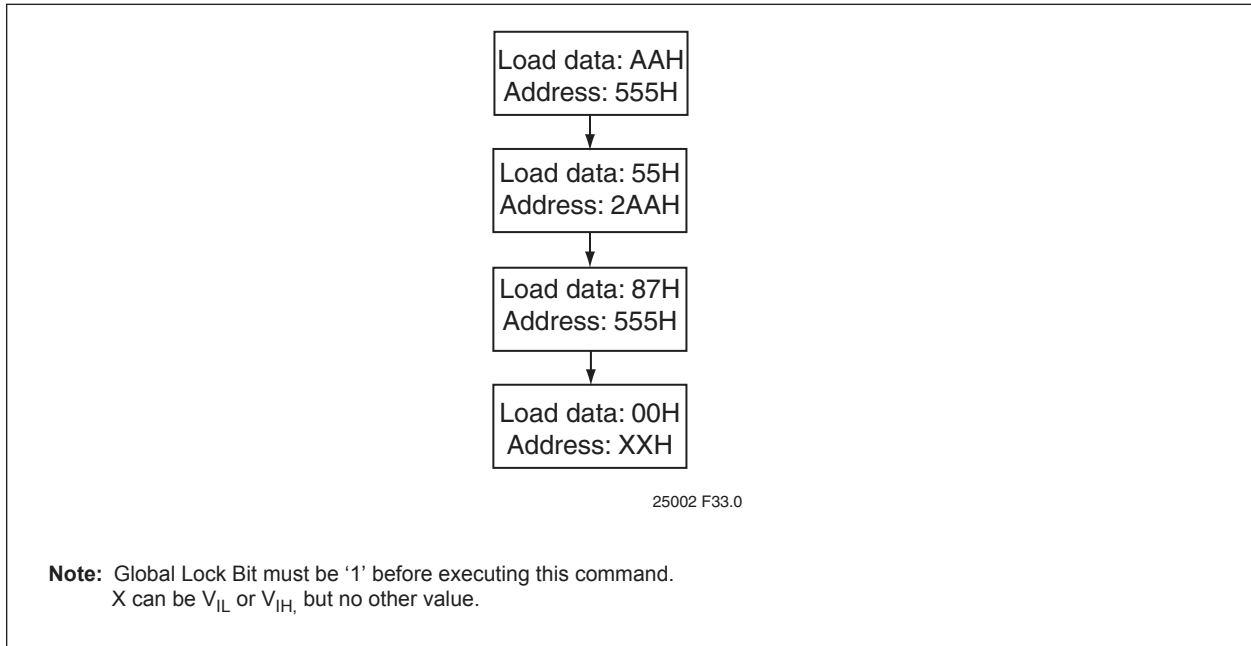 Load data: AAH
Address: 555H
Load data: 55H
Address: 2AAH
Load data: 87H
Address: 555H
Load data: 00H
Address: XXH
25002 F33.0
Note: Global Lock Bit must be ‘1’ before executing this command.
X can be VIL or VIH, but no other value.